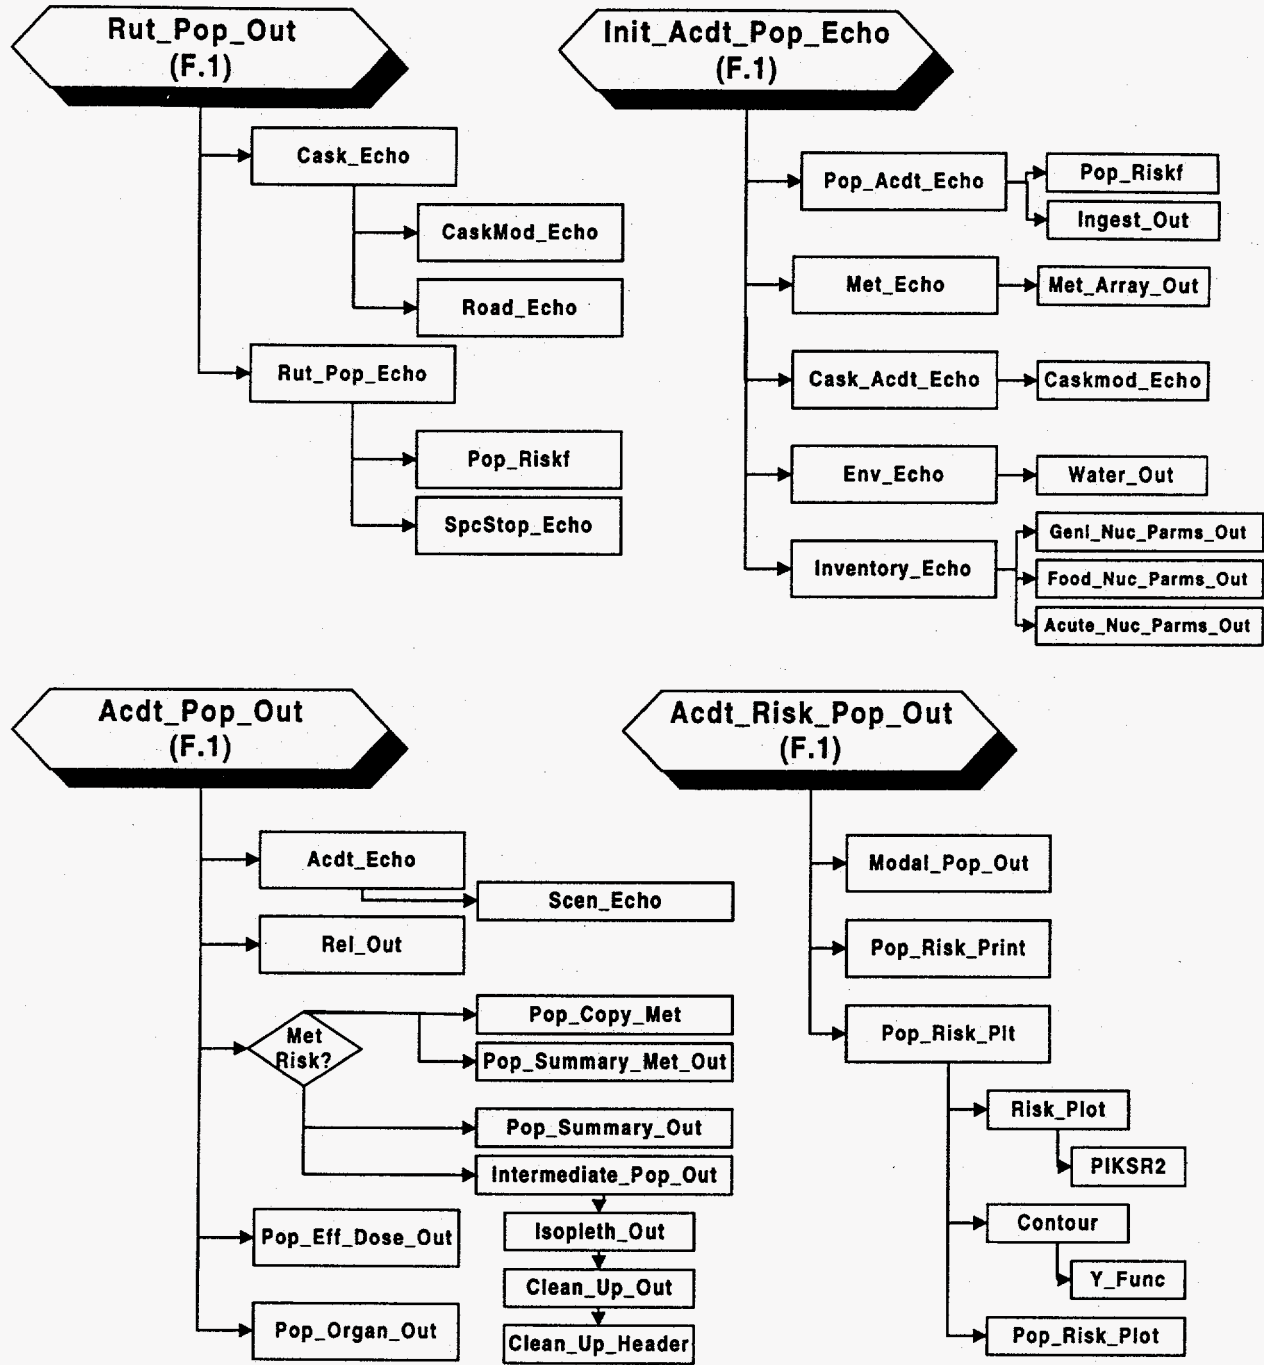 Rut_Pop_Out
(F.1)
Cask_Echo
CaskMod_Echo
Road_Echo
Rut_Pop_Echo
Pop_Riskf
SpcStop_Echo
Init_Acdt_Pop_Echo
(F.1)
Pop_Acdt_Echo
Pop_Riskf
Ingest_Out
Met_Echo
Met_Array_Out
Cask_Acdt_Echo
Caskmod_Echo
Env_Echo
Water_Out
Inventory_Echo
Genl_Nuc_Parms_Out
Food_Nuc_Parms_Out
Acute_Nuc_Parms_Out
Acdt_Pop_Out
(F.1)
Acdt_Echo
Scen_Echo
Rel_Out
Met
Risk?
Pop_Copy_Met
Pop_Summary_Met_Out
Pop_Summary_Out
Intermediate_Pop_Out
Isopleth_Out
Clean_Up_Out
Clean_Up_Header
Pop_Eff_Dose_Out
Pop_Organ_Out
Acdt_Risk_Pop_Out
(F.1)
Modal_Pop_Out
Pop_Risk_Print
Pop_Risk_Plt
Risk_Plot
PIKSR2
Contour
Y_Func
Pop_Risk_Plot